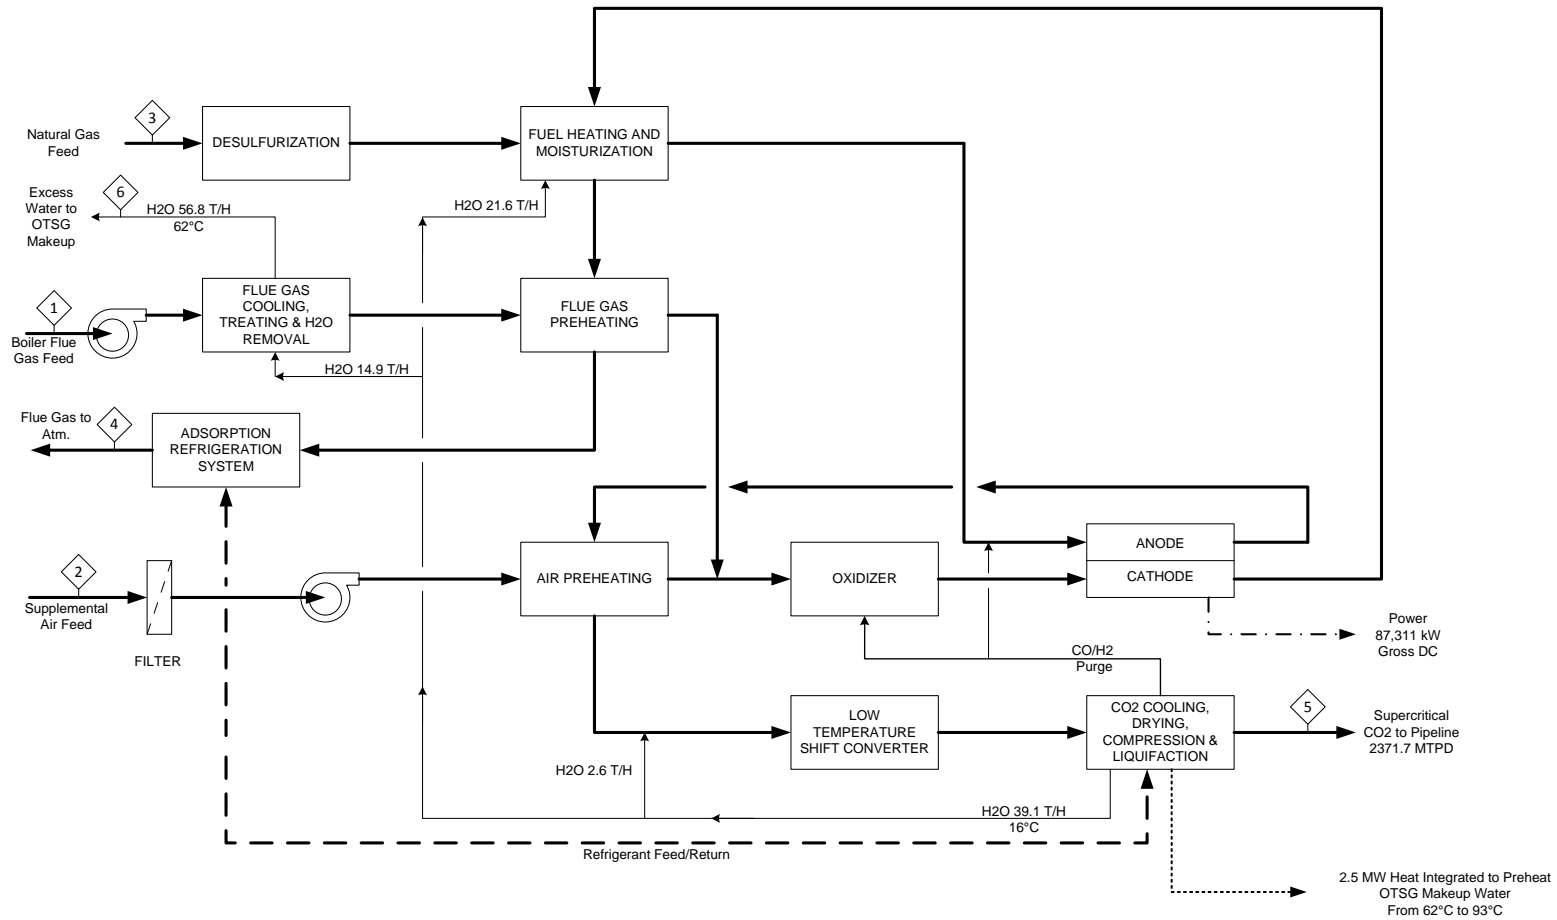 3
Natural Gas
Feed
DESULFURIZATION
FUEL HEATING AND
MOISTURIZATION
6
Excess
Water to
OTSG
Makeup
H2O 56.8 T/H
62°C
H2O 21.6 T/H
1
Boiler Flue
Gas Feed
FLUE GAS
COOLING,
TREATING & H2O
REMOVAL
FLUE GAS
PREHEATING
H2O 14.9 T/H
Flue Gas to
Atm.
4
ADSORPTION
REFRIGERATION
SYSTEM
2
Supplemental
Air Feed
FILTER
AIR PREHEATING
OXIDIZER
ANODE
CATHODE
Power
87,311 kW
Gross DC
CO/H2
Purge
LOW
TEMPERATURE
SHIFT CONVERTER
CO2 COOLING,
DRYING,
COMPRESSION &
LIQUIFACTION
5
Supercritical
CO2 to Pipeline
2371.7 MTPD
H2O 2.6 T/H
H2O 39.1 T/H
16°C
Refrigerant Feed/Return
2.5 MW Heat Integrated to Preheat
OTSG Makeup Water
From 62°C to 93°C